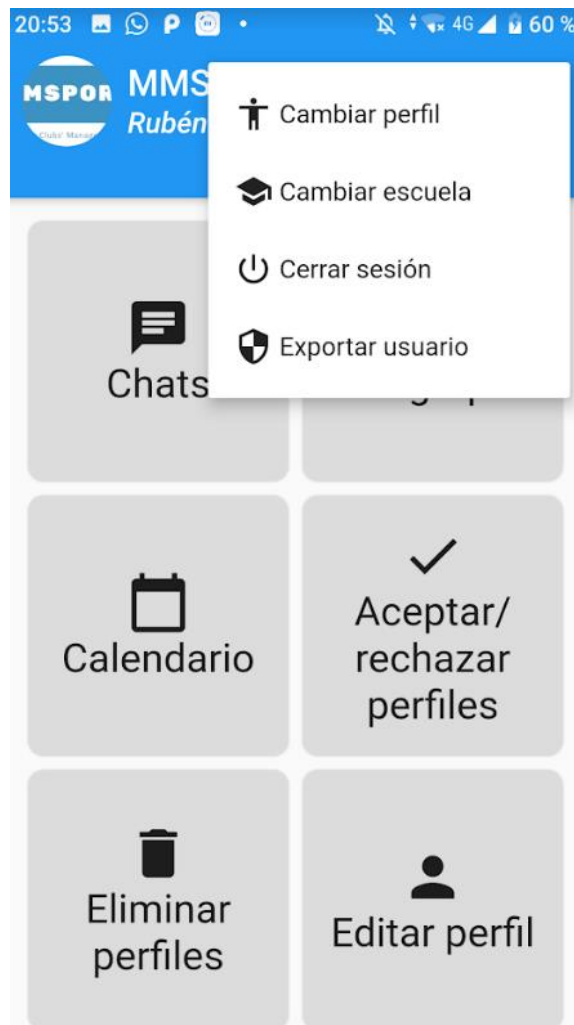 20:53 4G 60 %
MSPOR
MMS
Rubén
Cambiar perfil
Cambiar escuela
Cerrar sesión
Exportar usuario
Chats
Calendario
Aceptar/
rechazar
perfiles
Eliminar
perfiles
Editar perfil